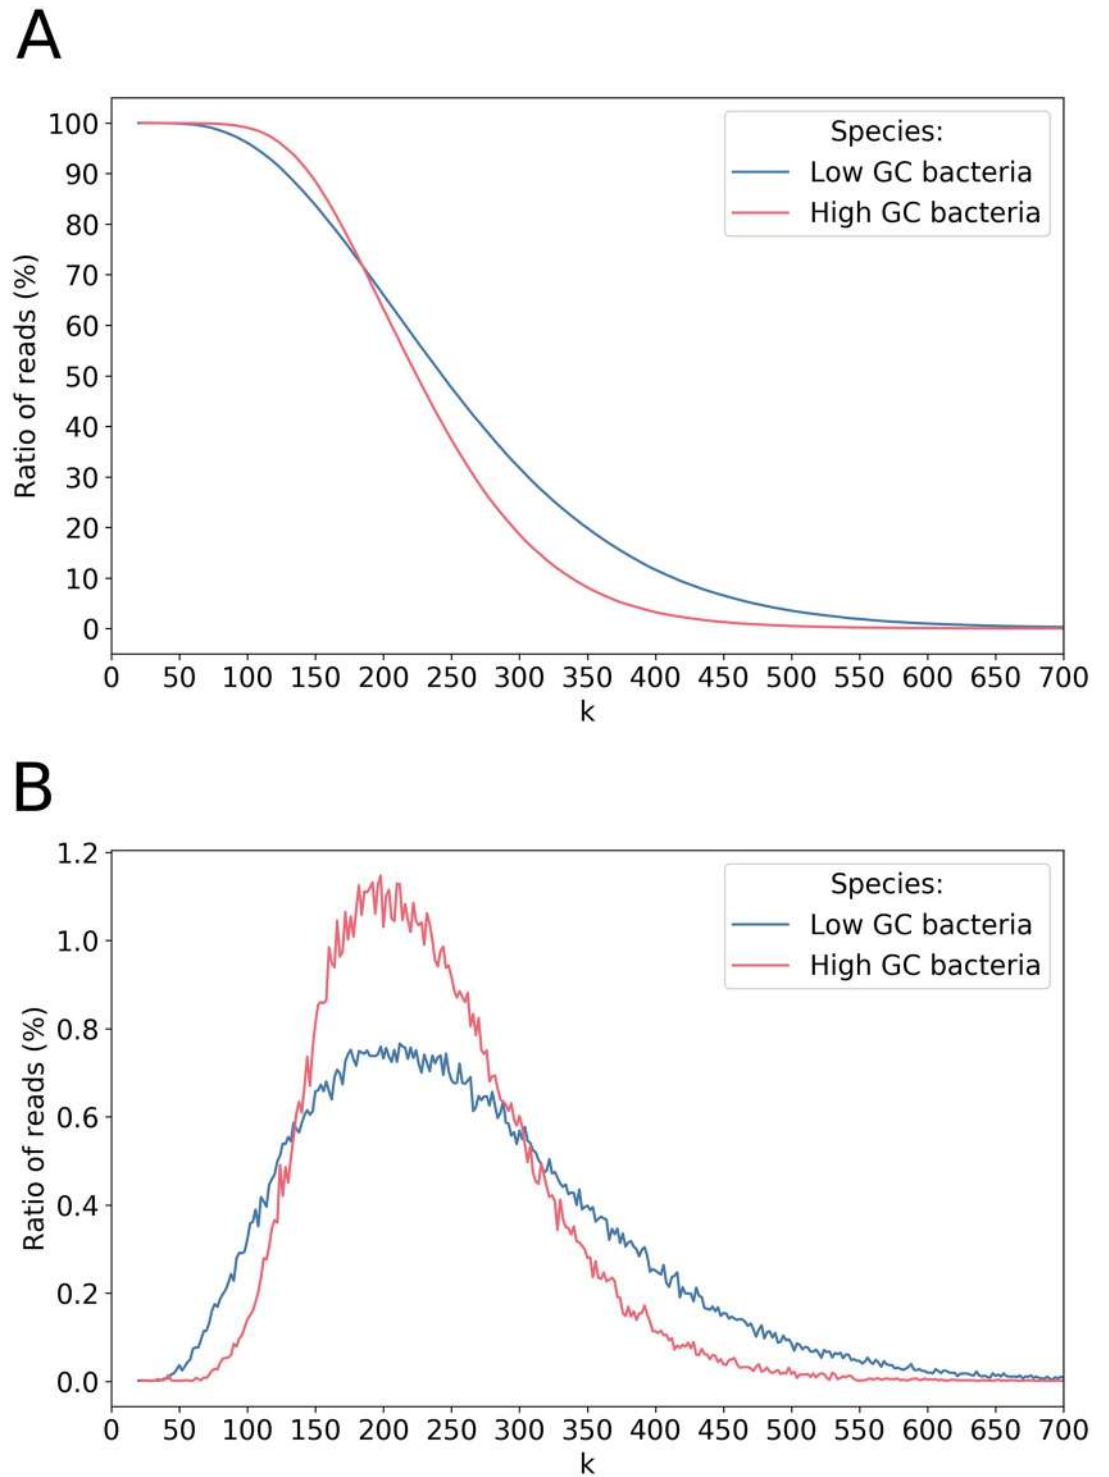 A
100
90
80
70
60
50
40
30
20
10
0
Ratio of reads (%)
Species:
Low GC bacteria
High GC bacteria
0 50 100 150 200 250 300 350 400 450 500 550 600 650 700
k
B
1.2
1.0
0.8
0.6
0.4
0.2
0.0
Ratio of reads (%)
Species:
Low GC bacteria
High GC bacteria
0 50 100 150 200 250 300 350 400 450 500 550 600 650 700
k